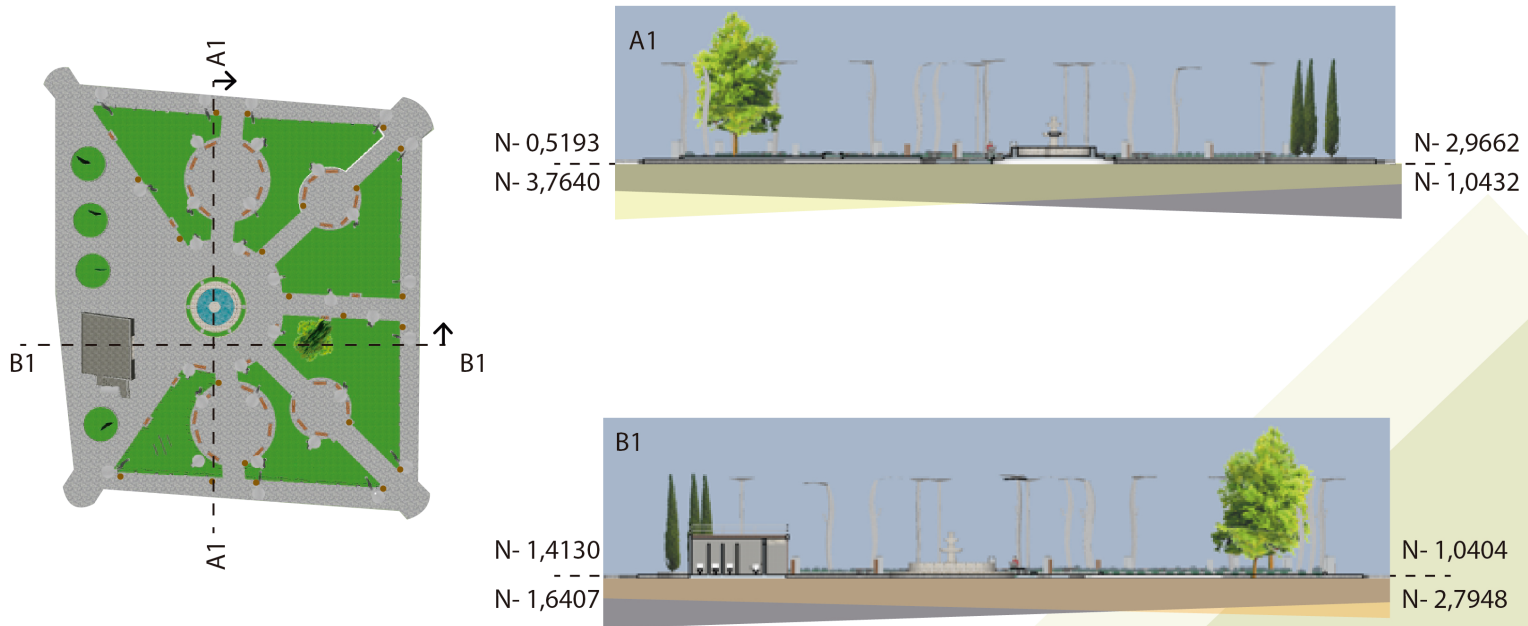 A1
B1
B1
A1
A1
N- 0,5193
N- 3,7640
N- 2,9662
N- 1,0432
B1
N- 1,4130
N- 1,6407
N- 1,0404
N- 2,7948